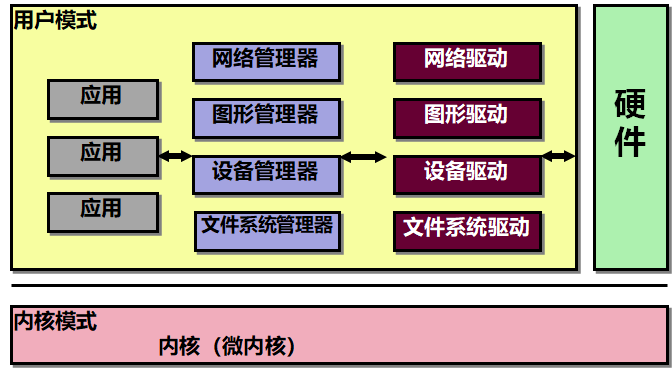 用户模式
网络管理器
网络驱动
应用
图形管理器
图形驱动
应用
设备管理器
设备驱动
应用
文件系统管理器
文件系统驱动
硬
件
内核模式
内核（微内核）